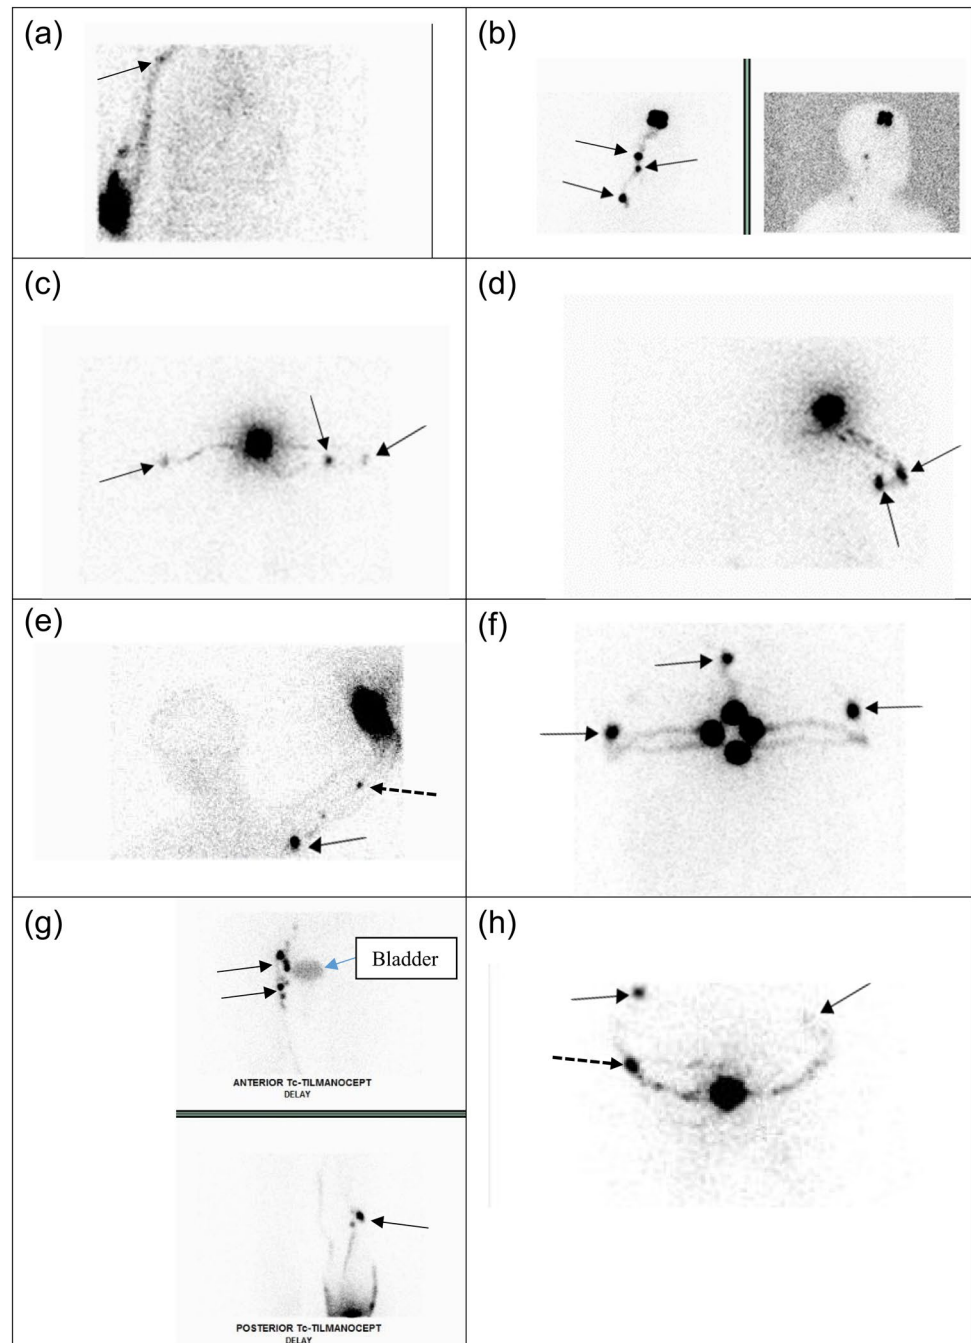 (a)
(b)
(c)
(d)
(e)
(f)
(g)
Bladder
ANTERIOR Tc-TILMANOCEPT
DELAY
POSTERIOR Tc-TILMANOCEPT
DELAY
(h)